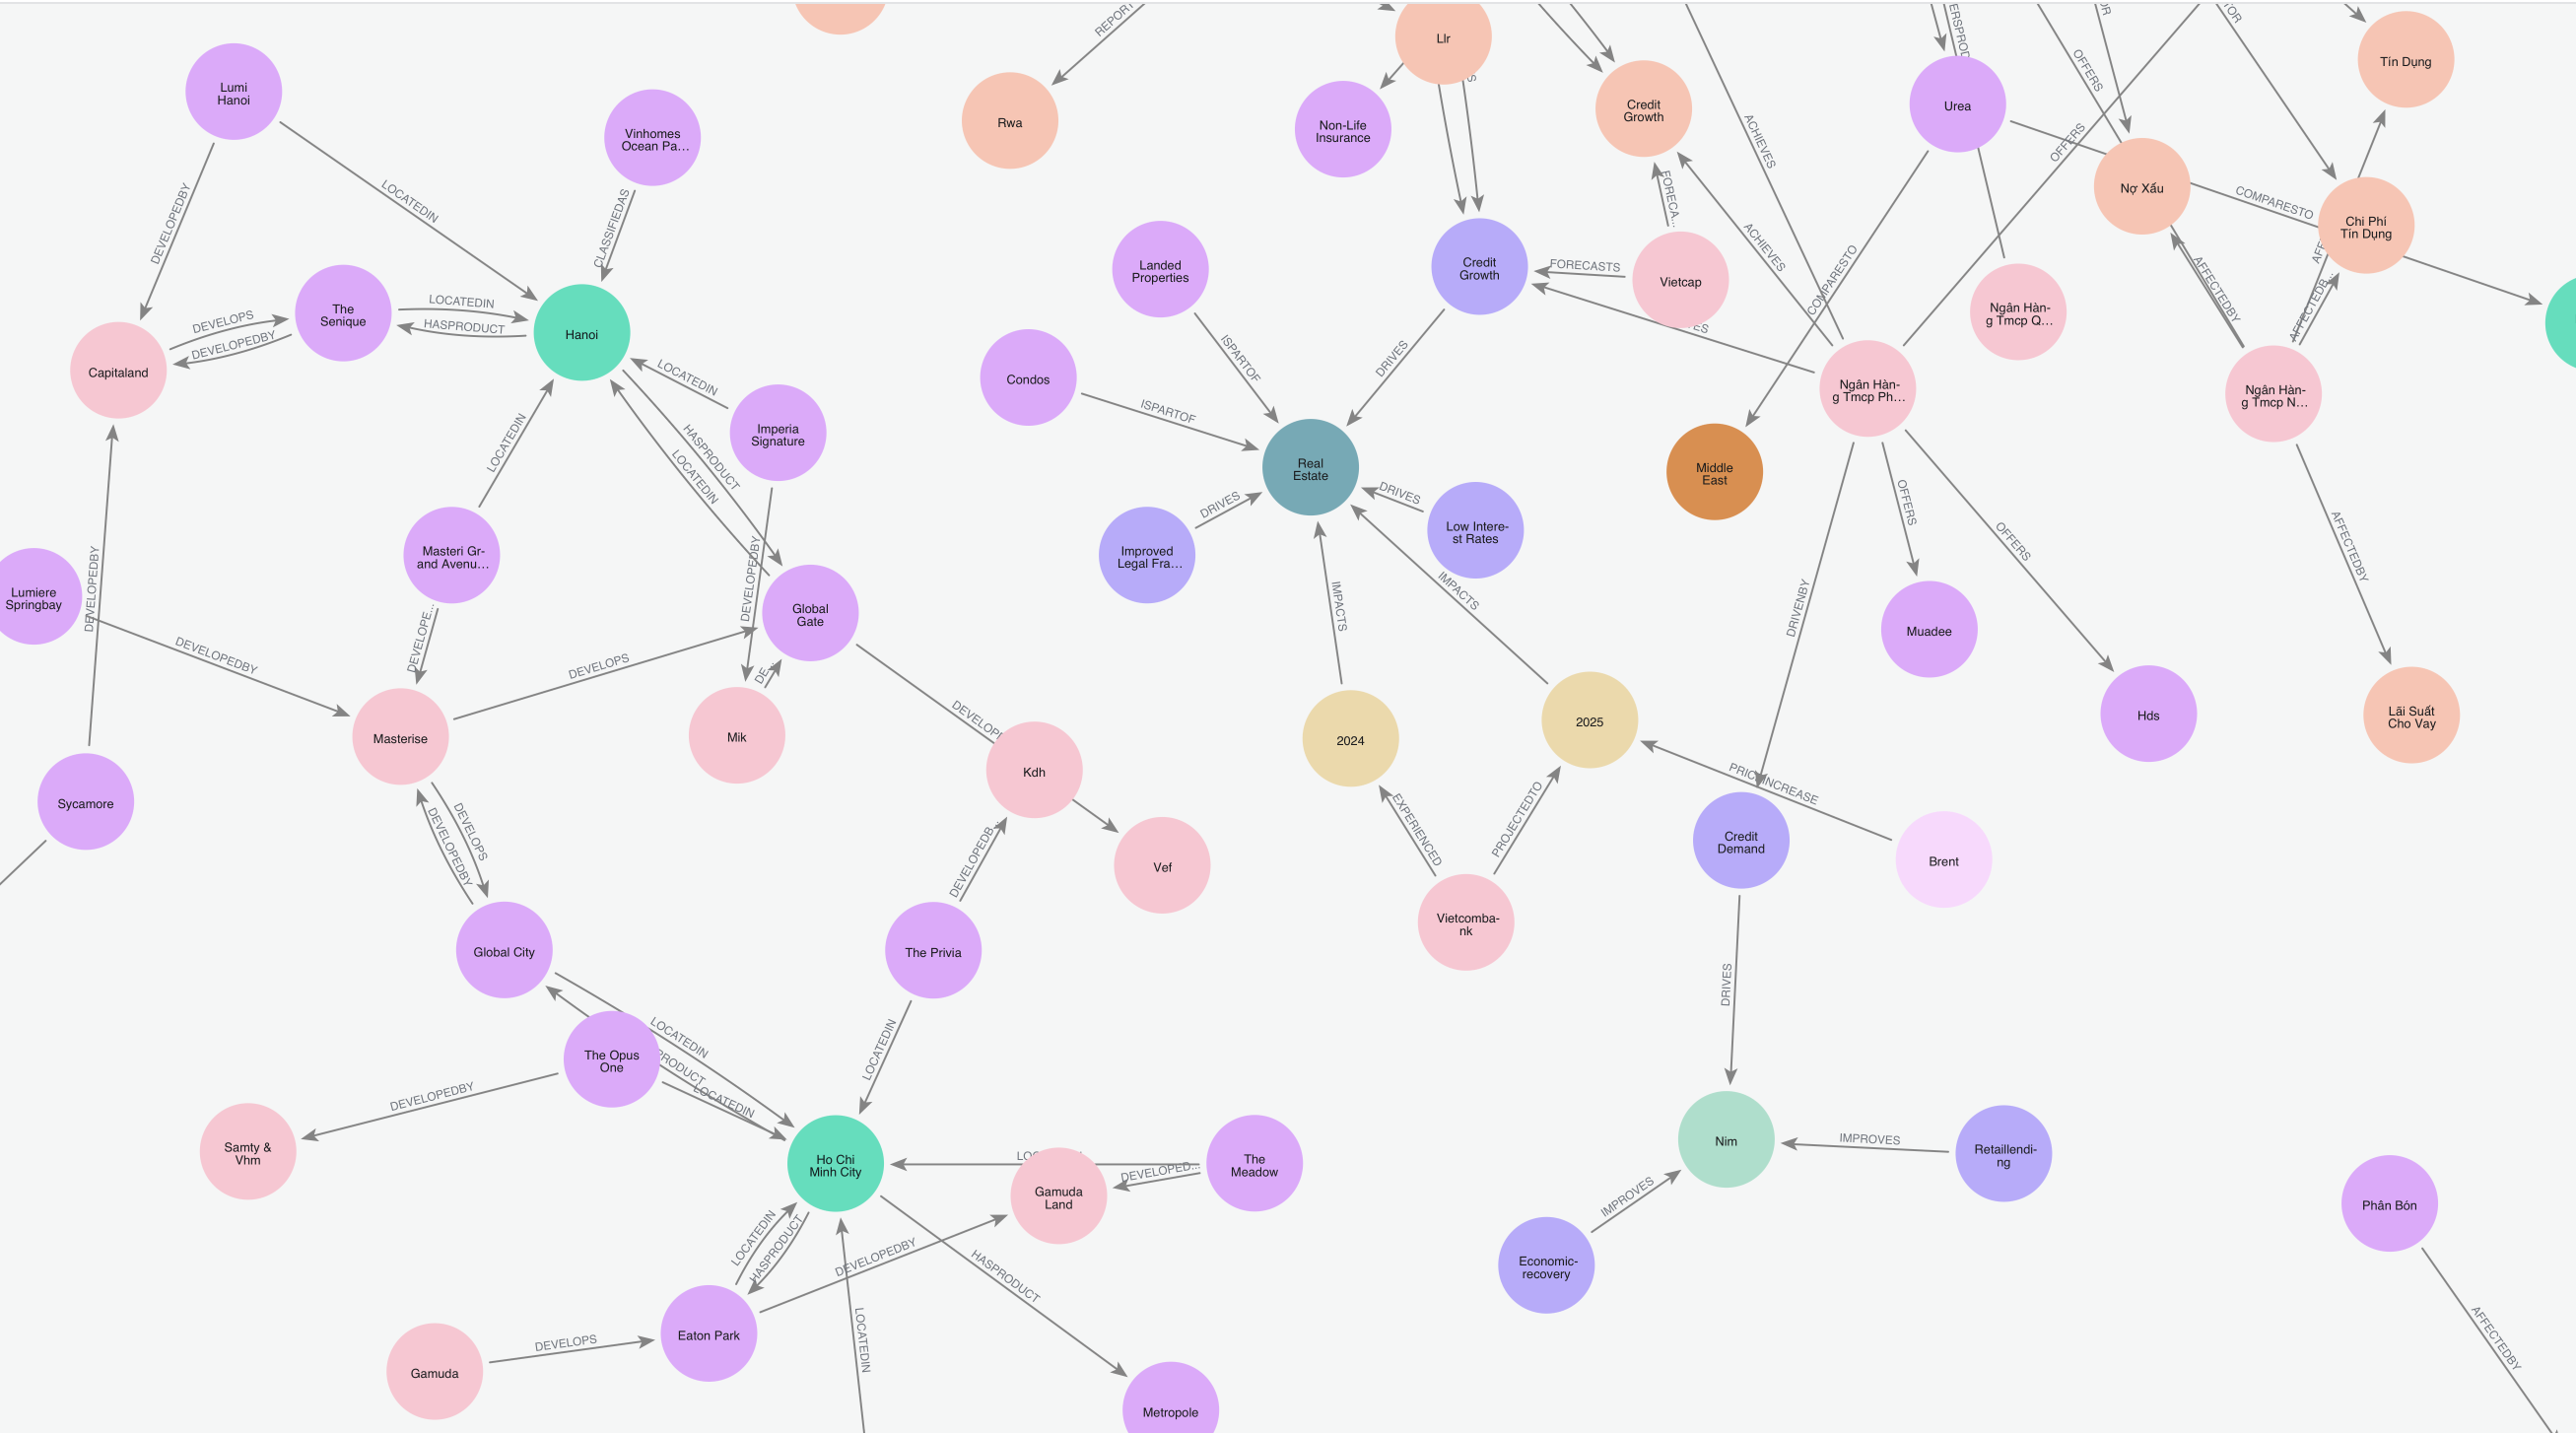 REPORT
Llr
Tín Dụng
OFFERS
Lumi
Hanoi
Vinhomes
Ocean Pa...
Rwa
Non-Life
Insurance
Credit
Growth
ACHIEVES
Urea
OFFERS
Nợ Xấu
LOCATEDIN
DEVELOPEDBY
CLASSIFIEDAS
FORECA...
COMPARESTO
Chi Phí
Tín Dụng
Landed
Properties
Credit
Growth
FORECASTS
Vietcap
ACHIEVES
COMPARESTO
Ngân Hàn-
g Tmcp Q...
AFFECTEDBY
AFFECTEDB...
The
Senique
LOCATEDIN
HASPRODUCT
Hanoi
DEVELOPS
DEVELOPEDBY
Capitaland
LOCATEDIN
ISPARTOF
DRIVES
Condos
ISPARTOF
Ngân Hàn-
g Tmcp Ph...
Ngân Hàn-
g Tmcp N...
Imperia
Signature
LOCATEDIN
HASPRODUCT
LOCATEDIN
Real
Estate
Middle
East
DRIVES
DRIVES
OFFERS
OFFERS
AFFECTEDBY
Masteri Gr-
and Avenu...
Improved
Legal Fra...
Low Intere-
st Rates
DEVELOPEDBY
DEVELOPEDBY
Lumiere
Springbay
IMPACTS
IMPACTS
DRIVENBY
Global
Gate
Muadee
DEVELOPEDBY
DEVELOPE...
DEVELOPS
DE...
Masterise
Mik
DEVELOP
Kdh
2024
2025
Hds
Lãi Suất
Cho Vay
Sycamore
DEVELOPS
DEVELOPEDBY
DEVELOPEDB...
Vef
EXPERIENCED
PROJECTEDTO
PRICEINCREASE
Credit
Demand
Brent
Global City
The Privia
Vietcomba-
nk
DRIVES
The Opus
One
LOCATEDIN
PRODUCT
LOCATEDIN
LOCATEDIN
DEVELOPEDBY
Samty &
Vhm
Ho Chi
Minh City
Gamuda
Land
DEVELOPED...
The
Meadow
Nim
IMPROVES
Retaillendi-
ng
IMPROVES
Phân Bón
LOCATEDIN
HASPRODUCT
DEVELOPEDBY
HASPRODUCT
Economic-
recovery
Gamuda
DEVELOPS
Eaton Park
LOCATEDIN
AFFECTEDBY
Metropole